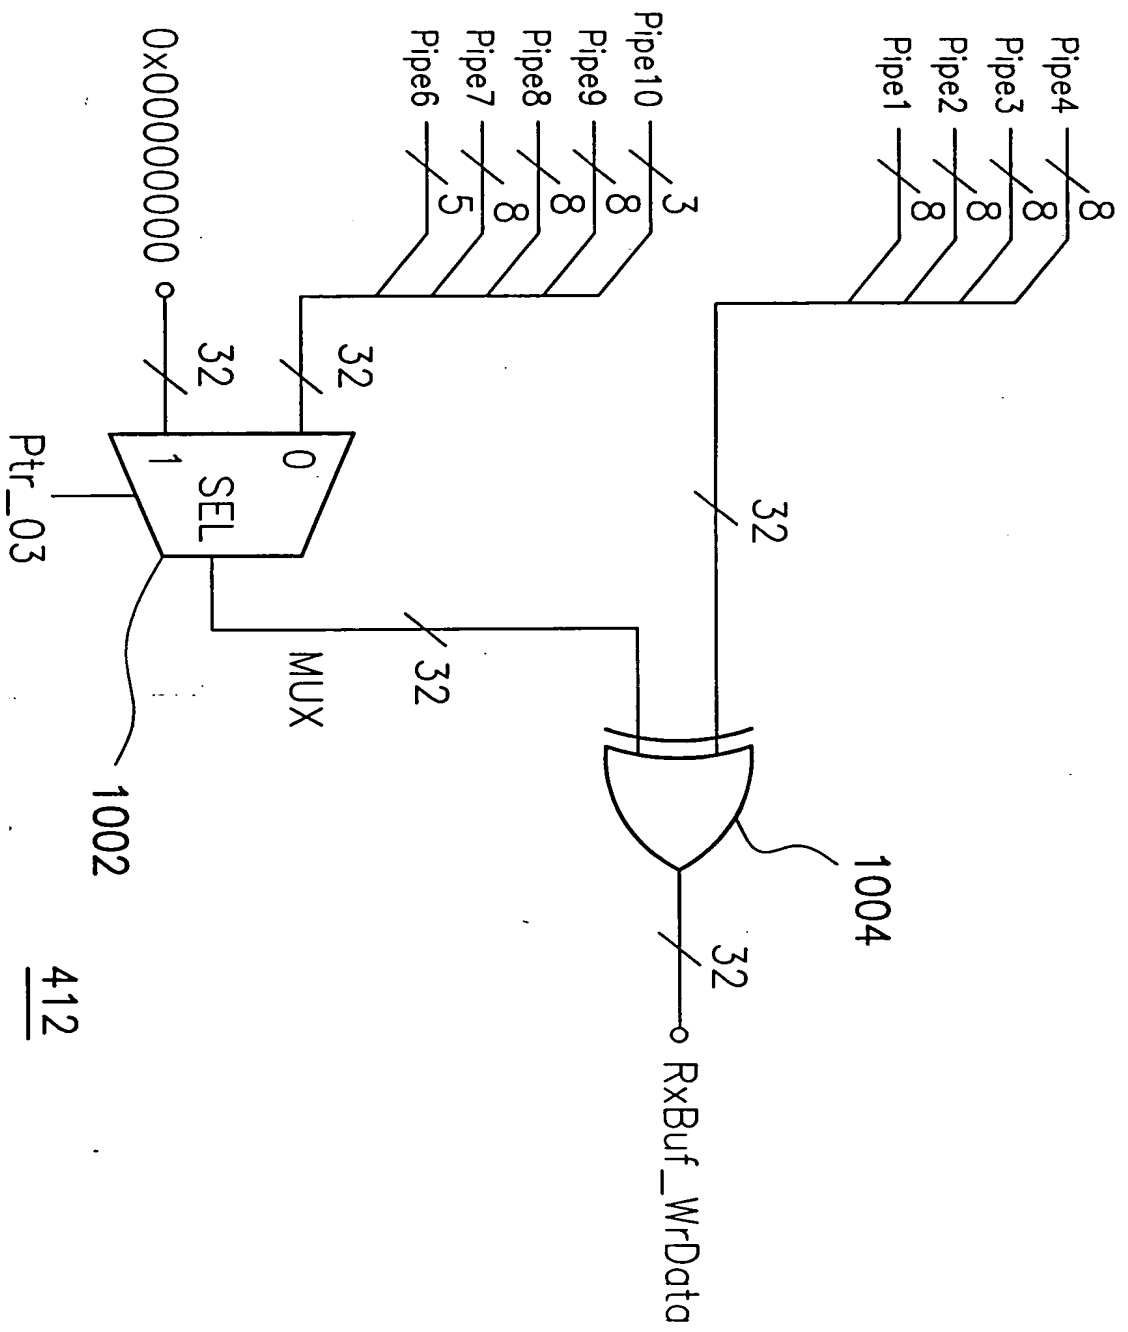 Pipe4 8
Pipe3 8
Pipe2 8
Pipe1 8
1004
32
32
RxBuf_WrData
Pipe10 3
Pipe9 8
Pipe8 8
Pipe7 8
Pipe6 5
32
32
0
MUX
32
SEL
1
0x00000000
1002
412
Ptr_03